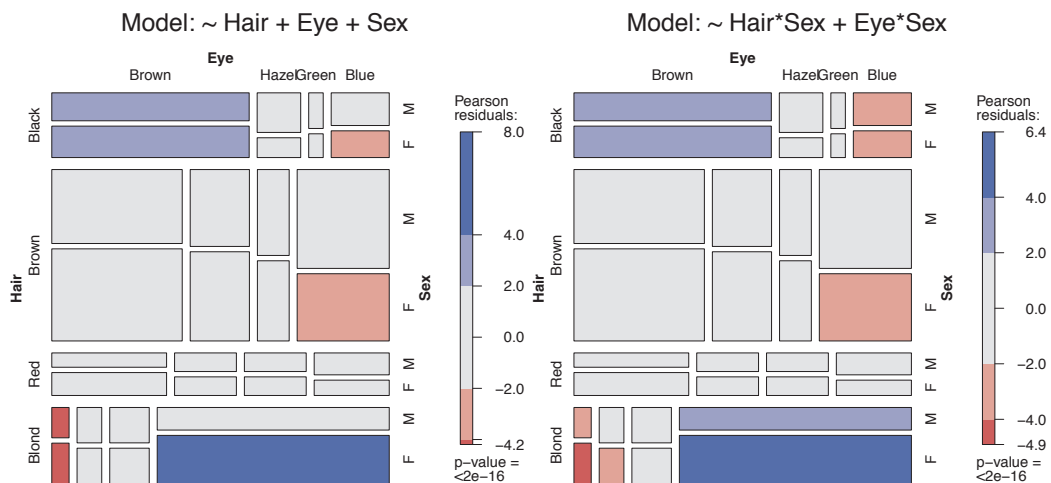 Model: ~ Hair + Eye + Sex
Eye
Brown Hazel Green Blue
Hair
Black
Brown
Red
Blond
Sex
M
F
M
F
M
F
M
F
Pearson
residuals:
8.0
4.0
2.0
0.0
−2.0
−4.2
p−value =
<2e−16
Model: ~ Hair*Sex + Eye*Sex
Eye
Brown Hazel Green Blue
Hair
Black
Brown
Red
Blond
Sex
M
F
M
F
M
F
M
F
Pearson
residuals:
6.4
4.0
2.0
0.0
−2.0
−4.0
−4.9
p−value =
<2e−16